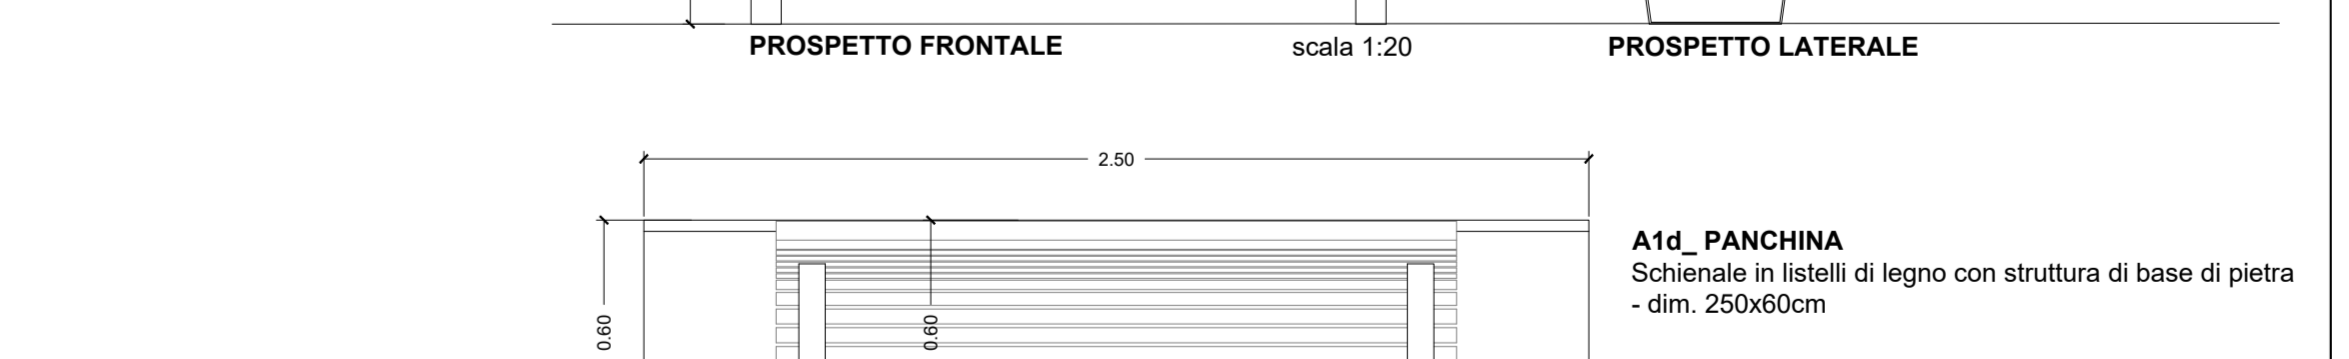 PROSPETTO FRONTALE scala 1:20 PROSPETTO LATERALE
2.50
A1d_ PANCHINA
Schienale in listelli di legno con struttura di base di pietra
- dim. 250x60cm
0.60 0.60